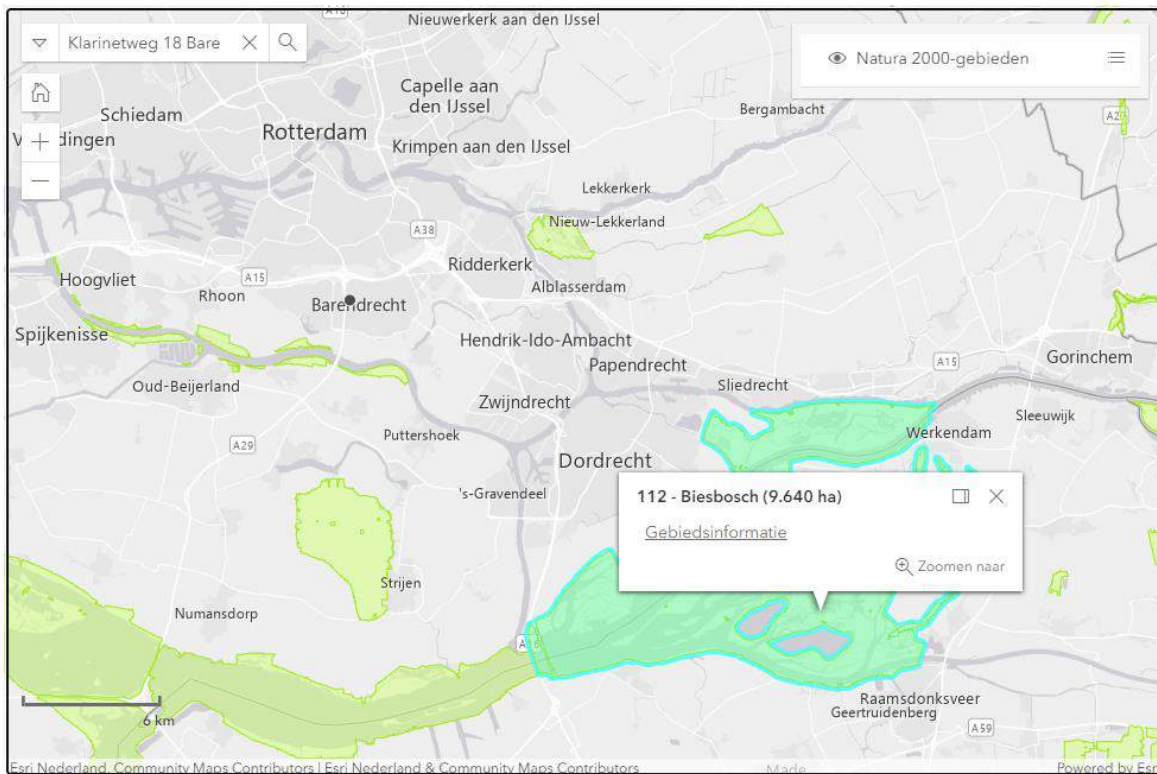 Nieuwerkerk aan den IJssel
Klarinetweg 18 Bare
Natura 2000-gebieden
Capelle aan
den IJssel
Bergambacht
Schiedam
Rotterdam
Krimpen aan den IJssel
Lekkerkerk
Nieuw-Lekkerland
A38
Ridderkerk
Hoogvliet
A15
Alblasserdam
Rhoon
Barendrecht
Spijkenisse
Hendrik-Ido-Ambacht
Gorinchem
Papendrecht
A15
Oud-Beijerland
Sliedrecht
Zwijndrecht
Sleeuwijk
Puttershoek
Werkendam
A29
Dordrecht
's-Gravendeel
112 - Biesbosch (9.640 ha)
Gebiedsinformatie
Zoomen naar
Strijen
Numansdorp
Raamsdonksveer
Geertruidenberg
6 km
A59
Esri Nederland, Community Maps Contributors | Esri Nederland & Community Maps Contributors
Made
Powered by Esr